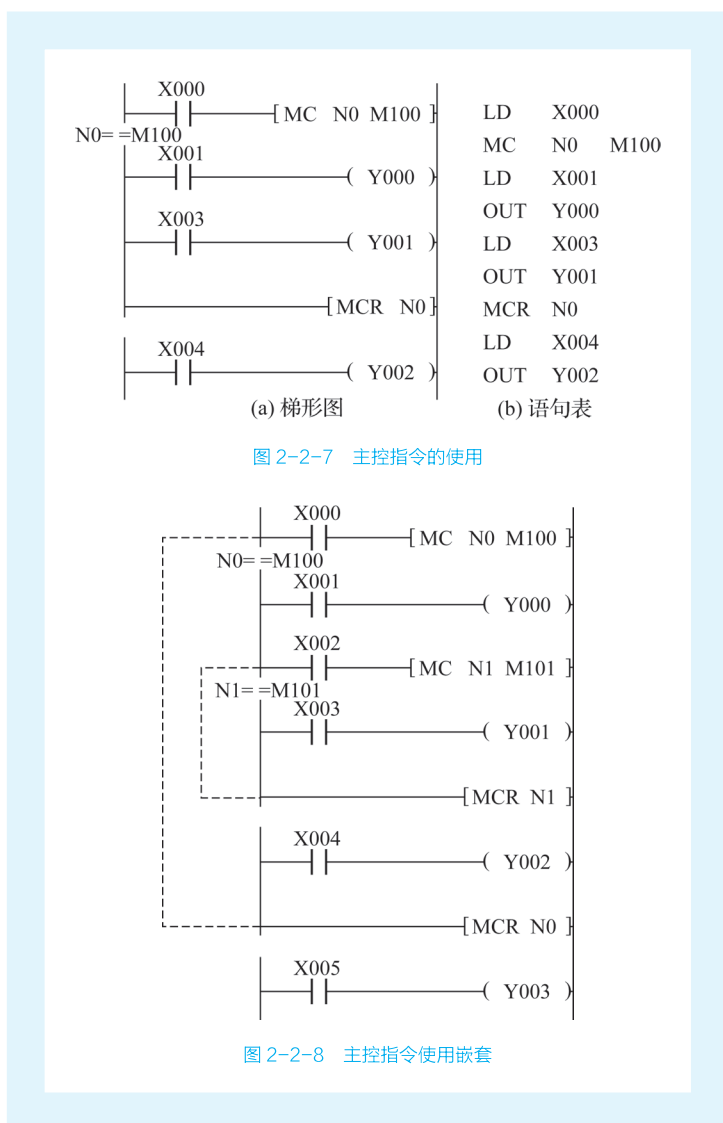 X000
[MC N0 M100]
N0= =M100
X001
( Y000 )
X003
( Y001 )
[MCR N0]
X004
( Y002 )
(a) 梯形图
LD X000
MC N0 M100
LD X001
OUT Y000
LD X003
OUT Y001
MCR N0
LD X004
OUT Y002
(b) 语句表
图 2-2-7 主控指令的使用
X000
[MC N0 M100]
N0= =M100
X001
( Y000 )
X002
[MC N1 M101]
N1= =M101
X003
( Y001 )
[MCR N1]
X004
( Y002 )
[MCR N0]
X005
( Y003 )
图 2-2-8 主控指令使用嵌套